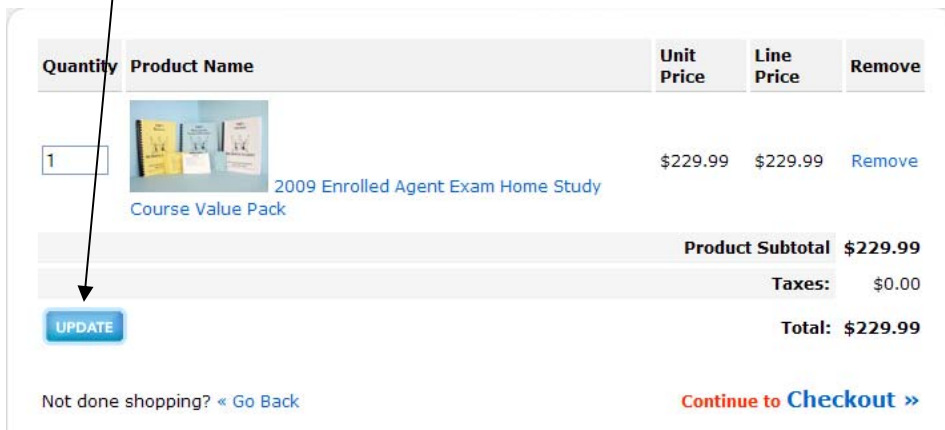 Quantity Product Name Unit Price Line Price Remove
1 2009 Enrolled Agent Exam Home Study $229.99 $229.99 Remove
Course Value Pack
Product Subtotal $229.99
Taxes: $0.00
UPDATE Total: $229.99
Not done shopping? « Go Back Continue to Checkout »